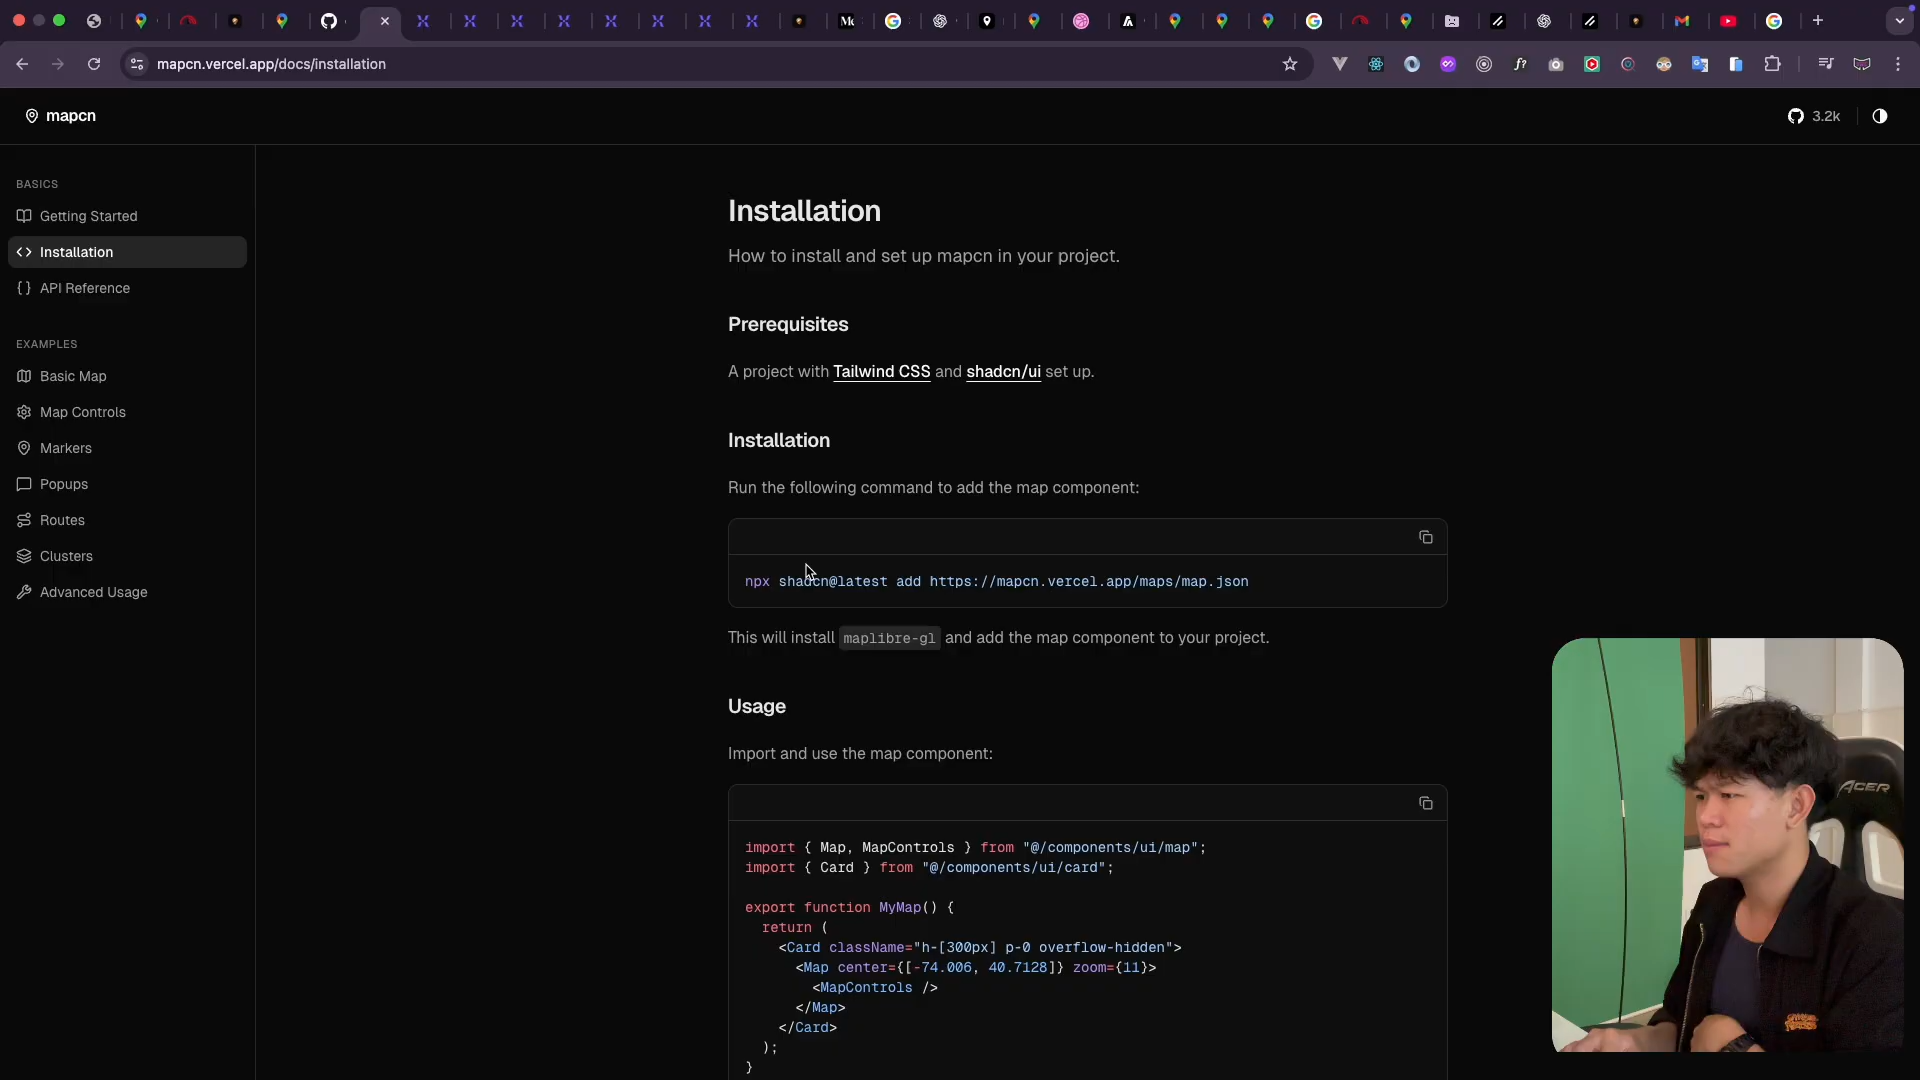 mapcn.vercel.app/docs/installation
mapcn
3.2k
BASICS
Getting Started
Installation
API Reference
EXAMPLES
Basic Map
Map Controls
Markers
Popups
Routes
Clusters
Advanced Usage
Installation
How to install and set up mapcn in your project.
Prerequisites
A project with Tailwind CSS and shadcn/ui set up.
Installation
Run the following command to add the map component:
npx shadcn@latest add https://mapcn.vercel.app/maps/map.json
This will install maplibre-gl and add the map component to your project.
Usage
Import and use the map component:
import { Map, MapControls } from "@/components/ui/map";
import { Card } from "@/components/ui/card";
export function MyMap() {
return (
<Card className="h-[300px] p-0 overflow-hidden">
<Map center={[-74.006, 40.7128]} zoom={11}>
<MapControls />
</Map>
</Card>
);
}
ACER